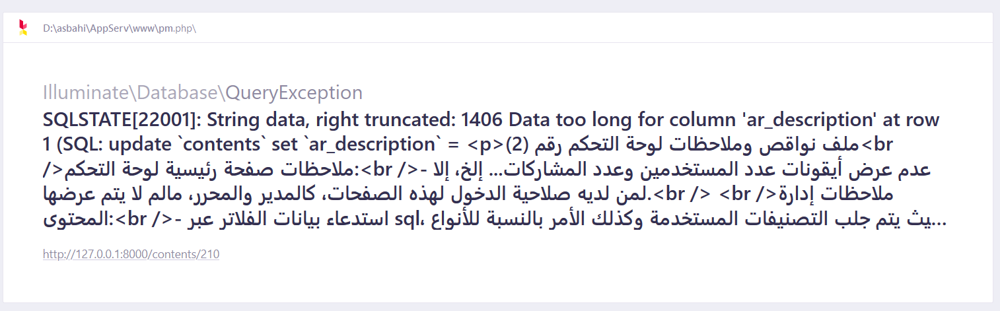 D:\asbahi\AppServ\www\pm.php\
Illuminate\Database\QueryException
SQLSTATE[22001]: String data, right truncated: 1406 Data too long for column 'ar_description' at row
1 (SQL: update `contents` set `ar_description` = <p>(2) ملف نواقص وملاحظات لوحة التحكم رقم<br
/>ملاحظات صفحة رئيسية لوحة التحكم:<br />- عدم عرض أيقونات عدد المستخدمين وعدد المشاركات... إلخ، إلا
لمن لديه صلاحية الدخول لهذه الصفحات، كالمدير والمحرر، مالم لا يتم عرضها.<br /> <br />ملاحظات إدارة
المحتوى:<br />- استدعاء بيانات الفلاتر عبر sql، يث يتم جلب التصنيفات المستخدمة وكذلك الأمر بالنسبة للأنواع...
http://127.0.0.1:8000/contents/210